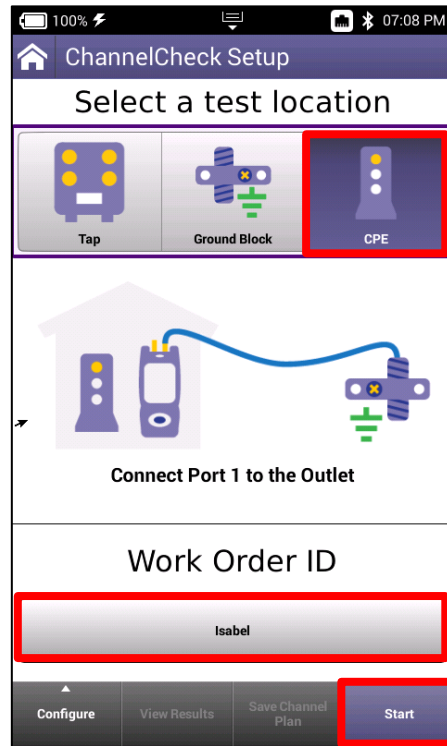 100% 07:08 PM
ChannelCheck Setup
Select a test location
Tap Ground Block CPE
Connect Port 1 to the Outlet
Work Order ID
Isabel
Configure View Results Save Channel Plan Start